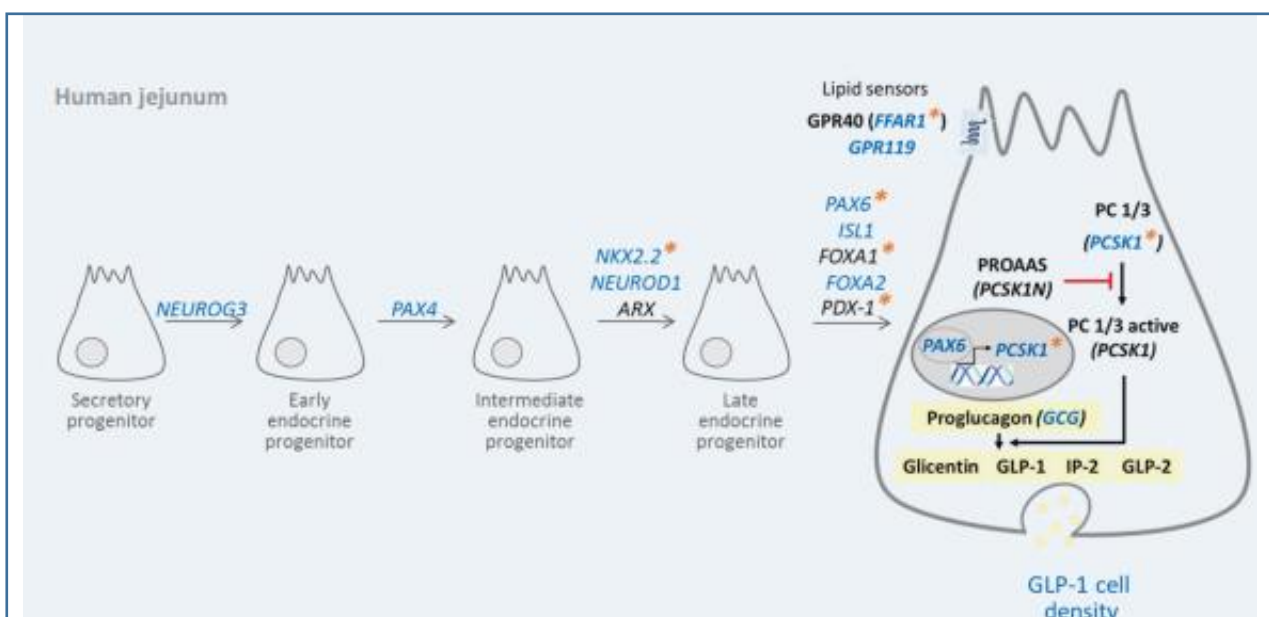 Human jejunum
Lipid sensors
GPR40 (FFAR1*)
GPR119
NEUROG3
PAX4
NKX2.2*
NEUROD1
ARX
PAX6*
ISL1
FOXA1*
FOXA2
PDX-1*
Secretory
progenitor
Early
endocrine
progenitor
Intermediate
endocrine
progenitor
Late
endocrine
progenitor
PC 1/3
(PCSK1*)
PROAAS
(PCSK1N)
PC 1/3 active
(PCSK1)
PAX6 PCSK1*
Proglucagon (GCG)
Glicentin GLP-1 IP-2 GLP-2
GLP-1 cell
density